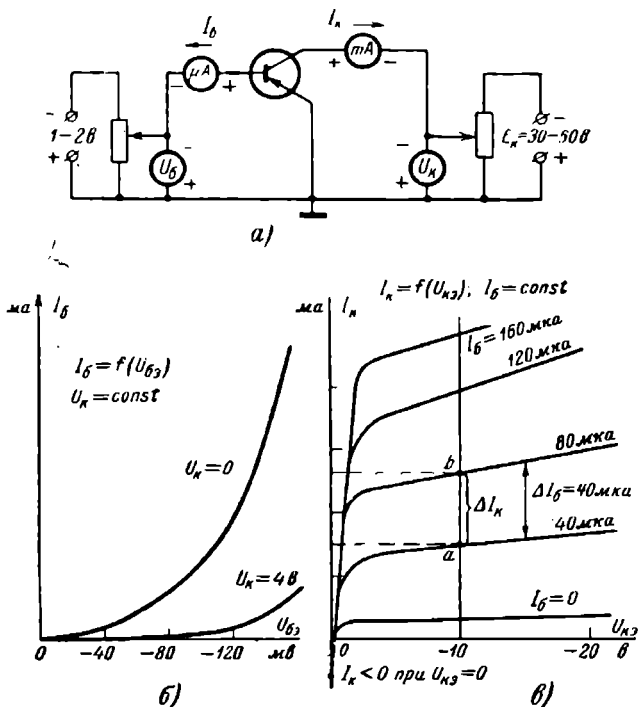 I_б
I_к
μA
mA
+ −
− +
− 1-2в +
U_б
− +
U_к
− +
E_к=30-50в
− +
а)
ма I_б
I_б=f(U_бэ)
U_к=const
U_к=0
U_к=4в
U_бэ
0 −40 −80 −120 мв
б)
I_к=f(U_кэ); I_б=const
ма I_к
I_б=160мка
120мка
80мка
b
ΔI_к
ΔI_б=40мка
40мка
a
I_б=0
U_кэ
0 −10 −20 в
I_к<0 при U_кэ=0
в)